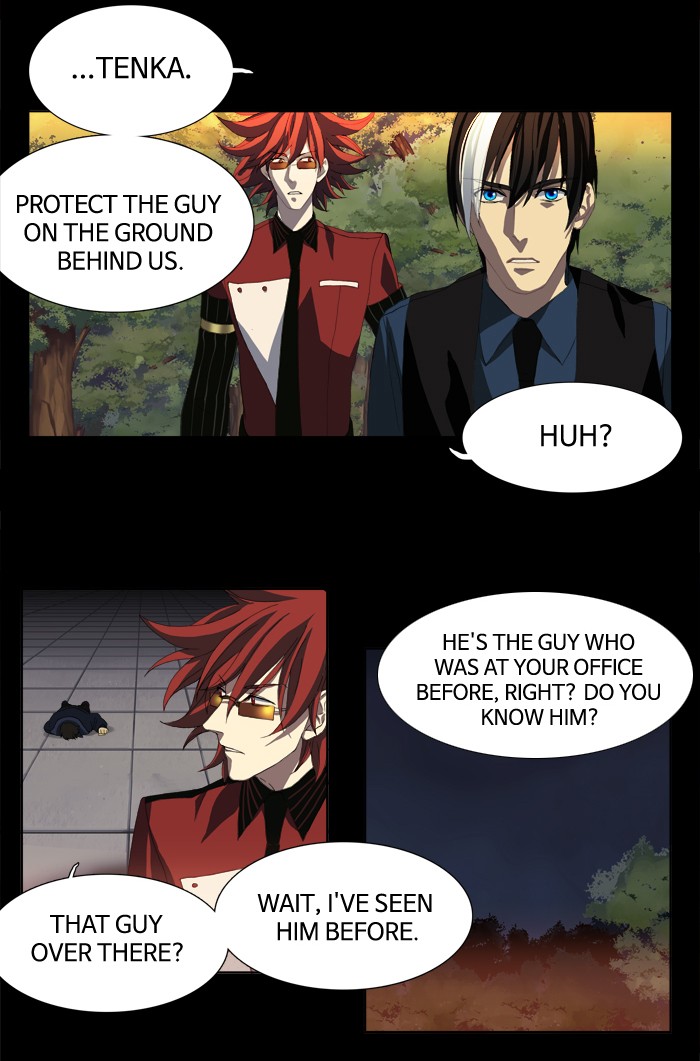 ...TENKA.
PROTECT THE GUY
ON THE GROUND
BEHIND US.
HUH?
THAT GUY
OVER THERE?
WAIT, I'VE SEEN
HIM BEFORE.
HE'S THE GUY WHO
WAS AT YOUR OFFICE
BEFORE, RIGHT? DO YOU
KNOW HIM?